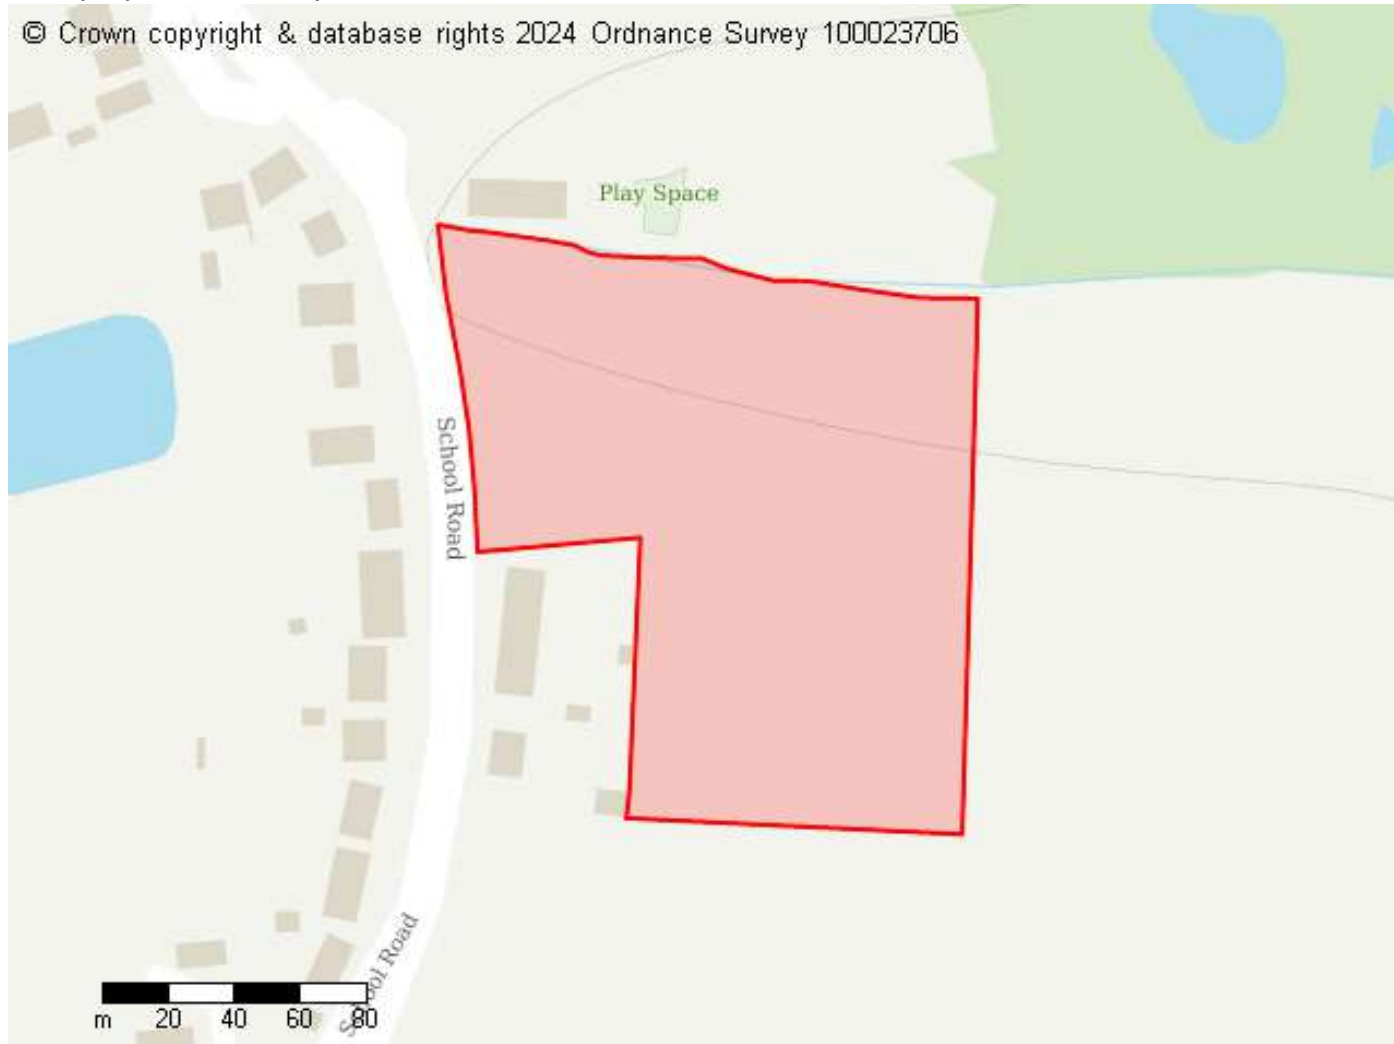 © Crown copyright & database rights 2024 Ordnance Survey 100023706
Play Space
School Road
School Road
m 20 40 60 80